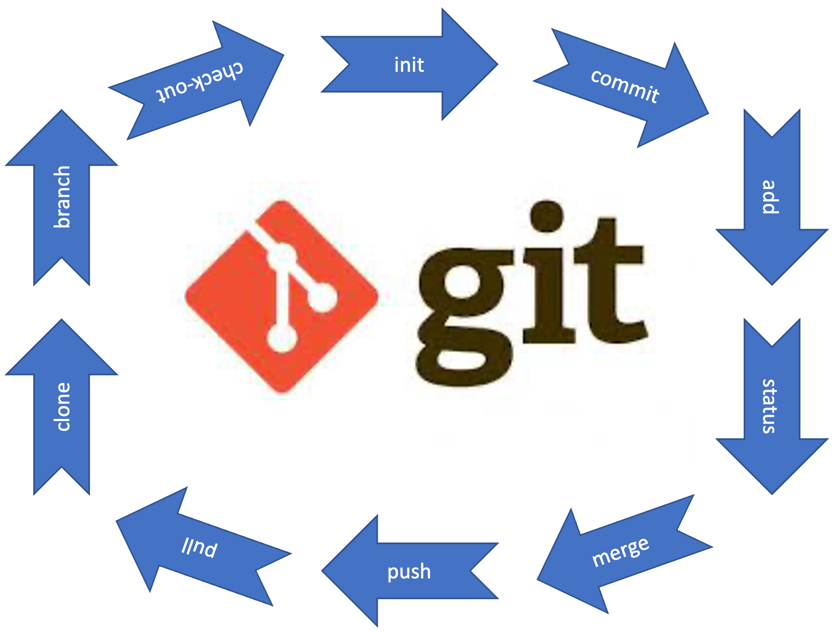 check-out
init
commit
branch
add
git
clone
status
merge
pull
push